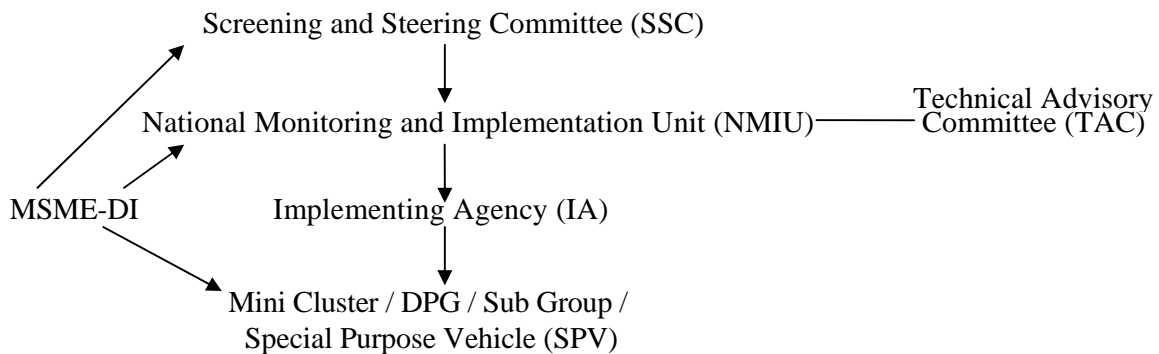 Screening and Steering Committee (SSC)
Technical Advisory
National Monitoring and Implementation Unit (NMIU)
Committee (TAC)
MSME-DI
Implementing Agency (IA)
Mini Cluster / DPG / Sub Group /
Special Purpose Vehicle (SPV)